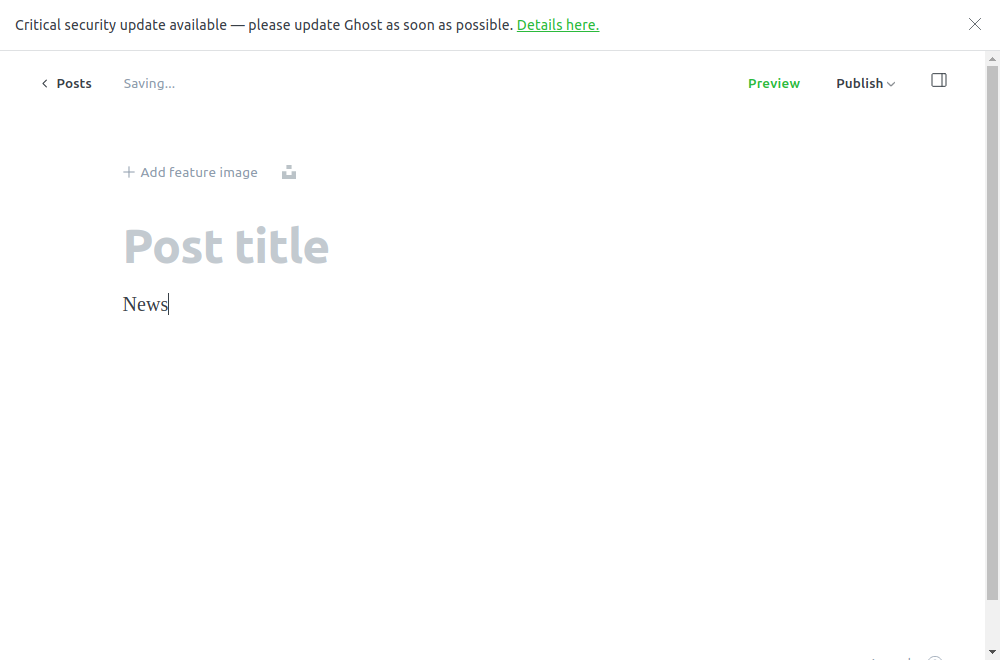 Critical security update available — please update Ghost as soon as possible. Details here.
Posts
Saving...
Preview
Publish
Add feature image
Post title
News